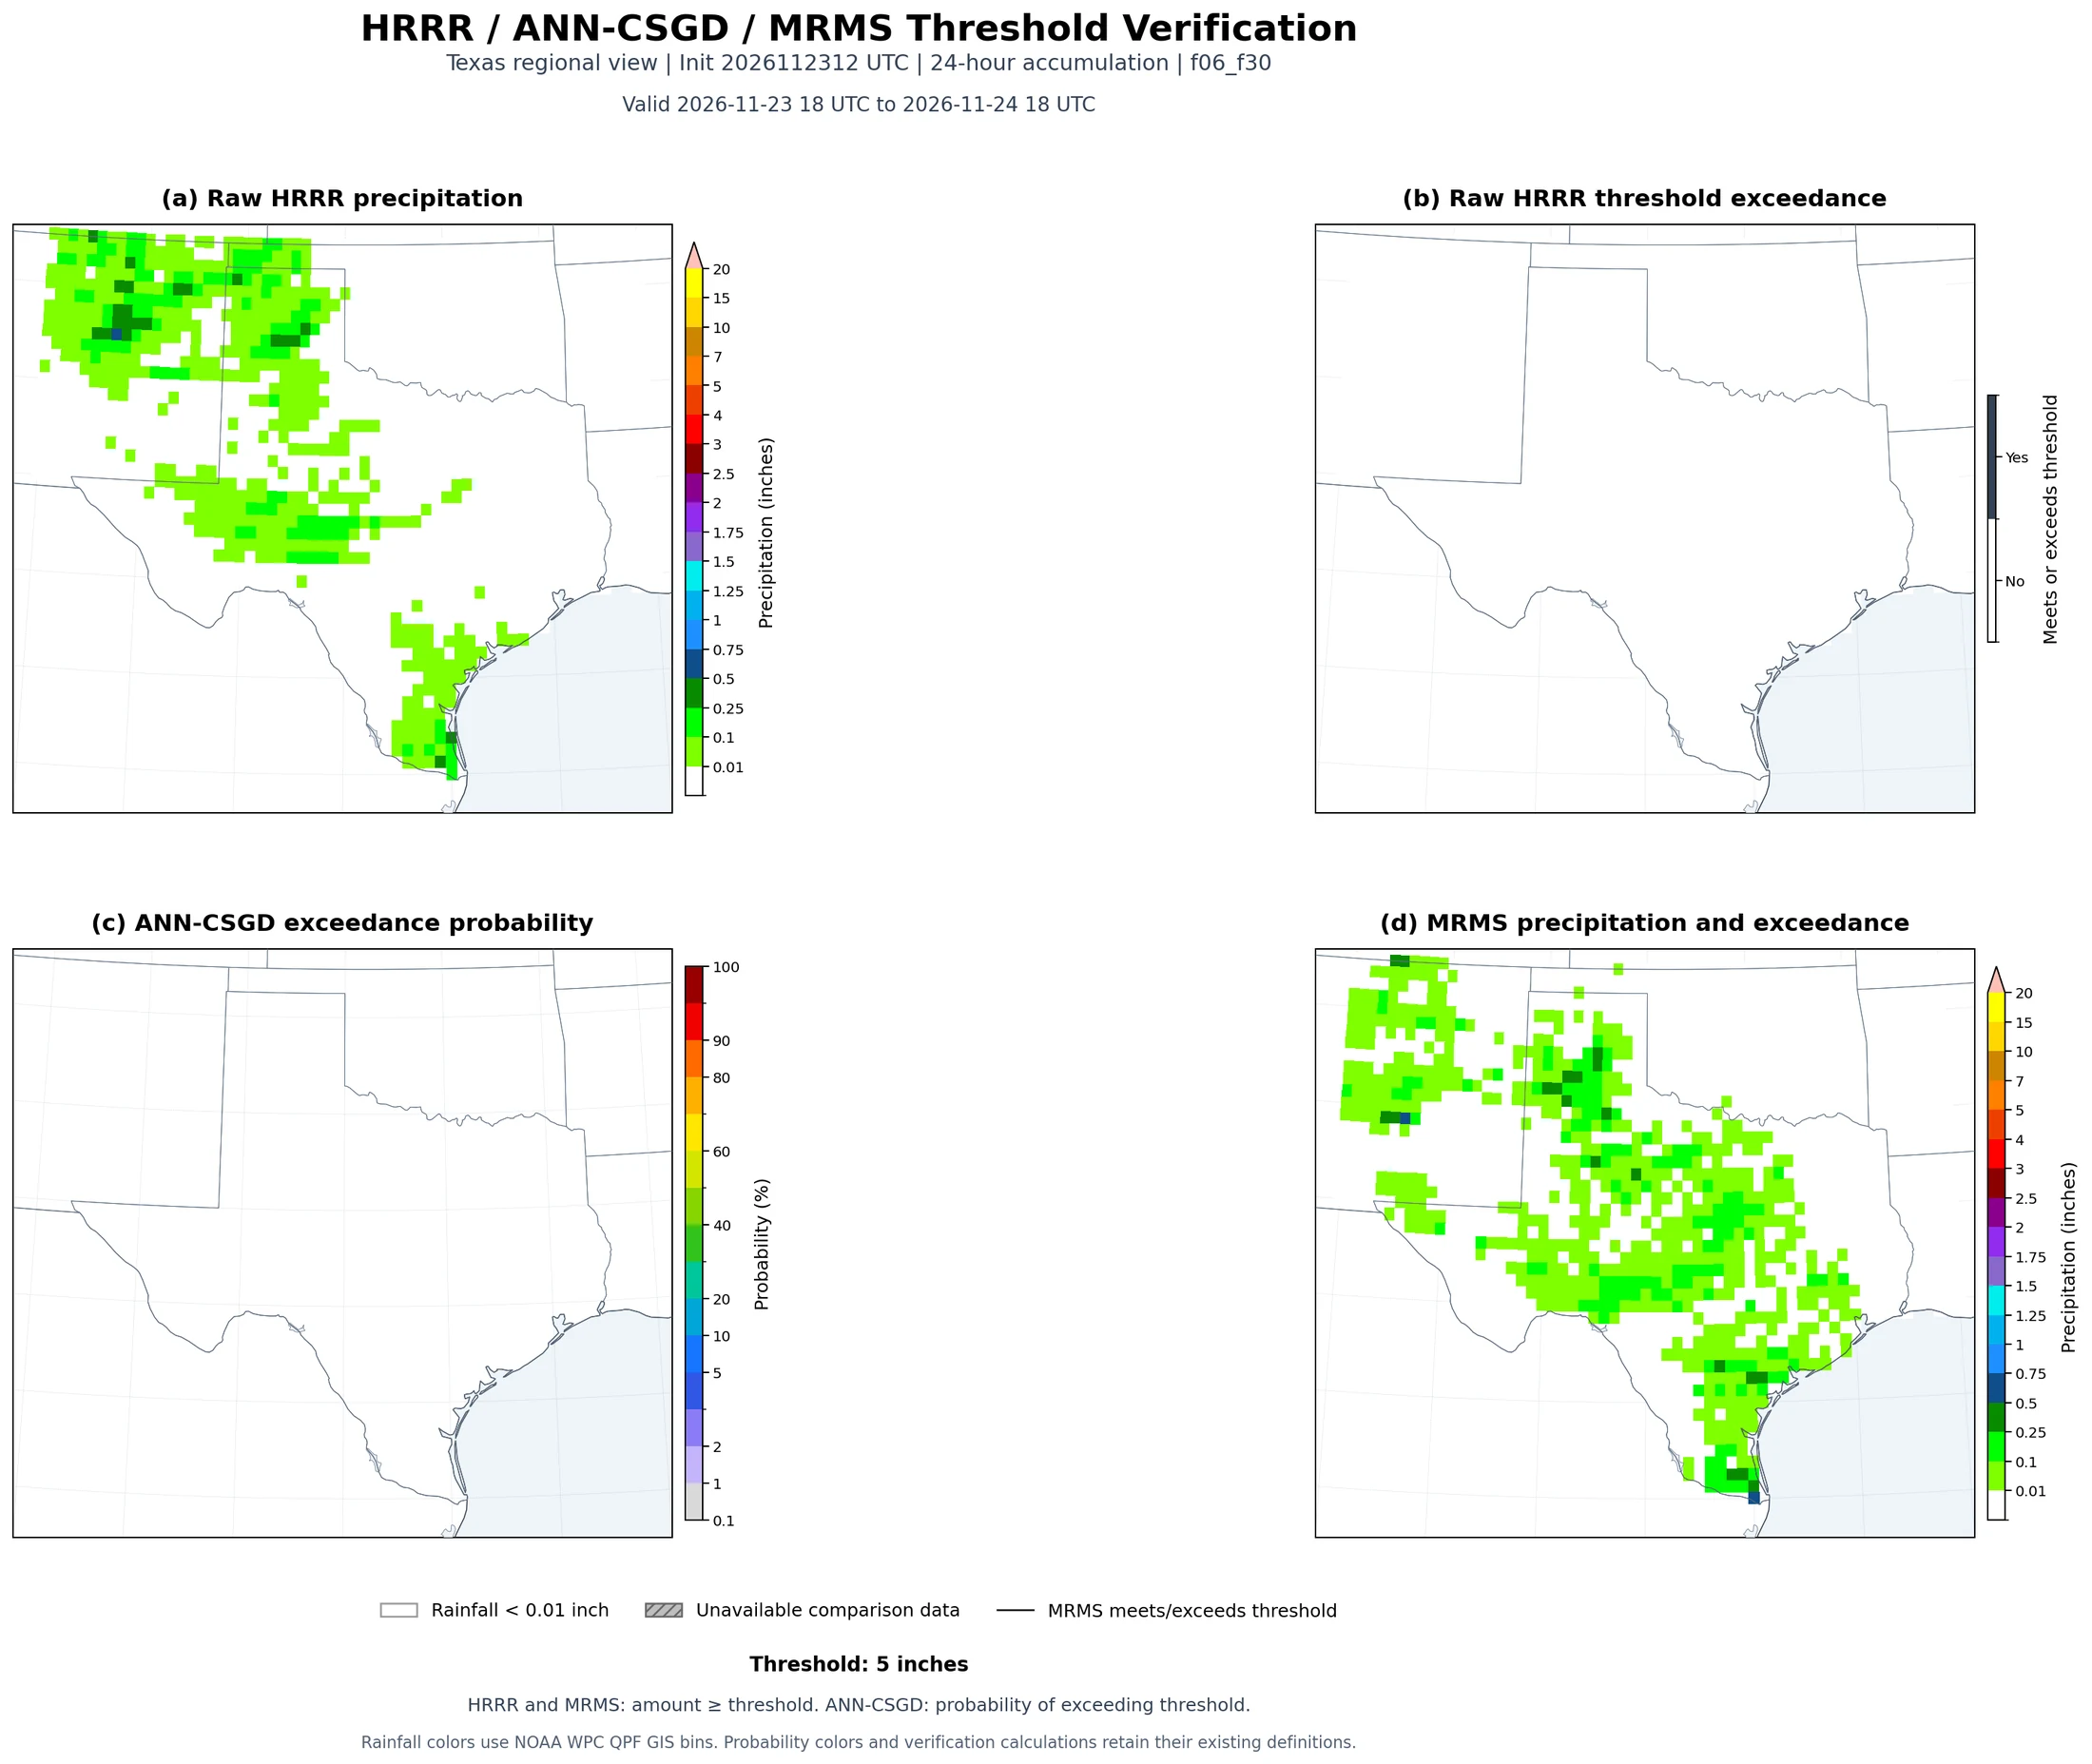 HRRR / ANN-CSGD / MRMS Threshold Verification
Texas regional view | Init 2026112312 UTC | 24-hour accumulation | f06_f30
Valid 2026-11-23 18 UTC to 2026-11-24 18 UTC
(a) Raw HRRR precipitation
20
15
10
7
5
4
3
2.5
2
1.75
1.5
1.25
1
0.75
0.5
0.25
0.1
0.01
Precipitation (inches)
(b) Raw HRRR threshold exceedance
Yes
No
Meets or exceeds threshold
(c) ANN-CSGD exceedance probability
100
90
80
60
40
20
10
5
2
1
0.1
Probability (%)
(d) MRMS precipitation and exceedance
20
15
10
7
5
4
3
2.5
2
1.75
1.5
1.25
1
0.75
0.5
0.25
0.1
0.01
Precipitation (inches)
Rainfall < 0.01 inch
Unavailable comparison data
MRMS meets/exceeds threshold
Threshold: 5 inches
HRRR and MRMS: amount ≥ threshold. ANN-CSGD: probability of exceeding threshold.
Rainfall colors use NOAA WPC QPF GIS bins. Probability colors and verification calculations retain their existing definitions.